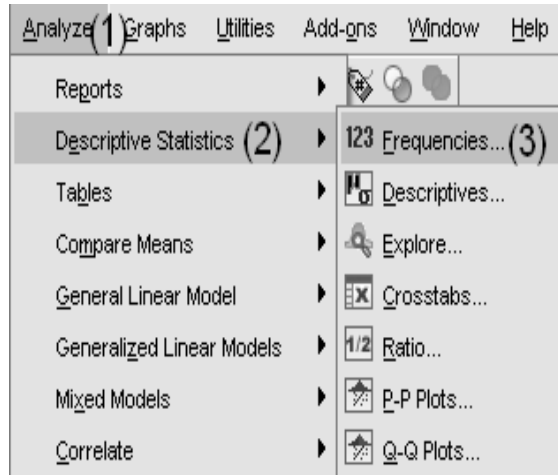 Analyze(1) Graphs Utilities Add-ons Window Help
Reports
Descriptive Statistics (2)
Tables
Compare Means
General Linear Model
Generalized Linear Models
Mixed Models
Correlate
123 Frequencies...(3)
μσ Descriptives...
Explore...
Crosstabs...
1/2 Ratio...
P-P Plots...
Q-Q Plots...